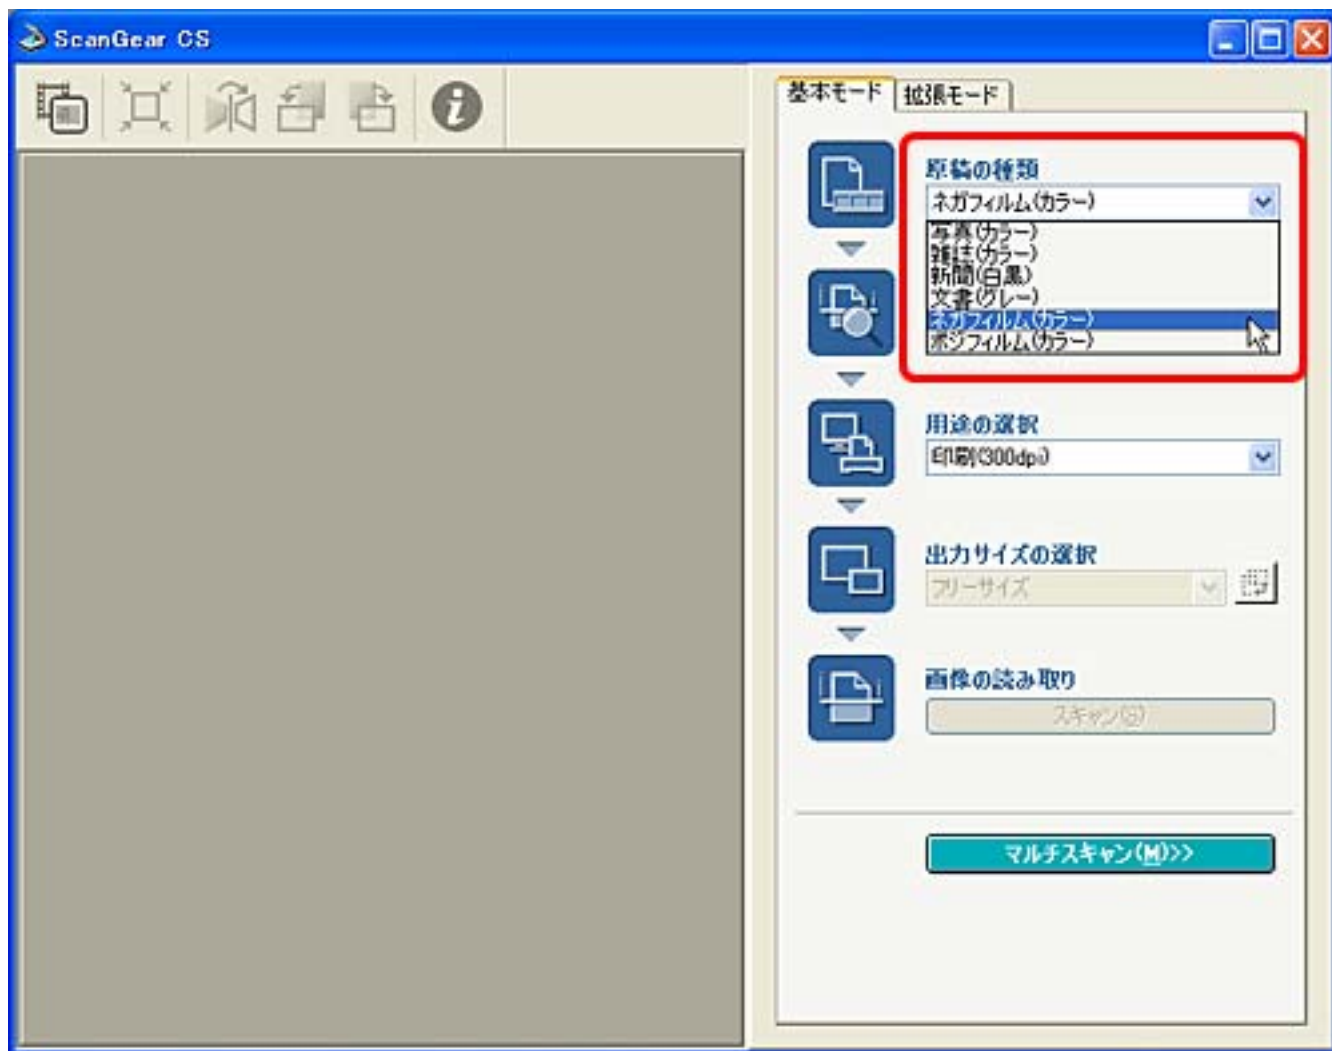 ScanGear CS
基本モード
拡張モード
原稿の種類
ネガフィルム(カラー)
写真(カラー)
雑誌(カラー)
新聞(白黒)
文書(グレー)
ネガフィルム(カラー)
ポジフィルム(カラー)
用途の選択
印刷(300dpi)
出力サイズの選択
フリーサイズ
画像の読み取り
スキャン(S)
マルチスキャン(M)>>